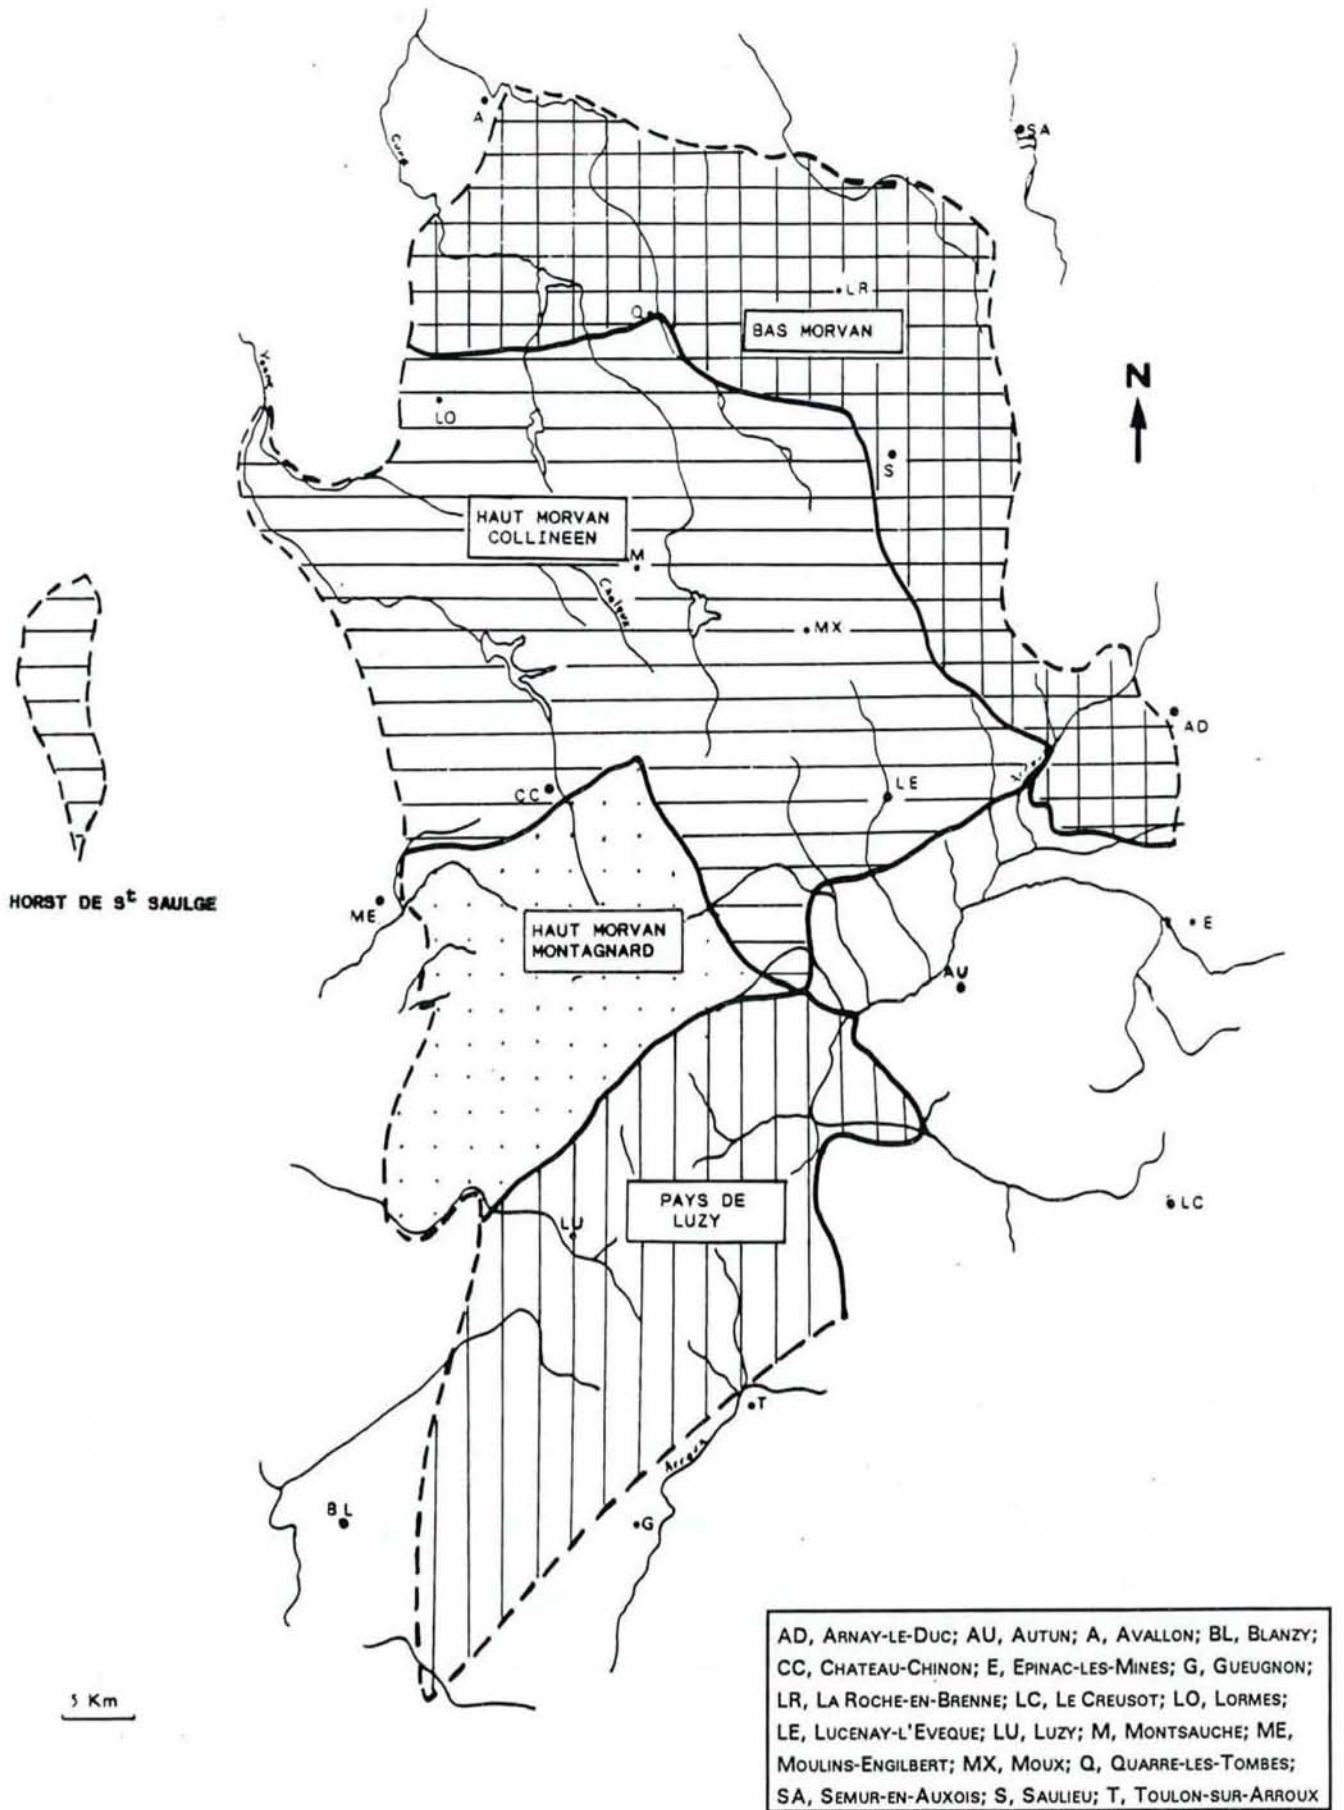 A
Cure
SA
LR
Q
BAS MORVAN
N
Yonne
LO
S
HAUT MORVAN
COLLINEEN
M
Chalaux
MX
AD
CC
LE
HORST DE St SAULGE
ME
HAUT MORVAN
MONTAGNARD
E
AU
PAYS DE
LUZY
LC
LU
T
Arroux
BL
G
5 Km
AD, ARNAY-LE-DUC; AU, AUTUN; A, AVALLON; BL, BLANZY;
CC, CHATEAU-CHINON; E, EPINAC-LES-MINES; G, GUEUGNON;
LR, LA ROCHE-EN-BRENNE; LC, LE CREUSOT; LO, LORMES;
LE, LUCENAY-L'EVEQUE; LU, LUZY; M, MONTSAUCHE; ME,
MOULINS-ENGILBERT; MX, MOUX; Q, QUARRE-LES-TOMBES;
SA, SEMUR-EN-AUXOIS; S, SAULIEU; T, TOULON-SUR-ARROUX